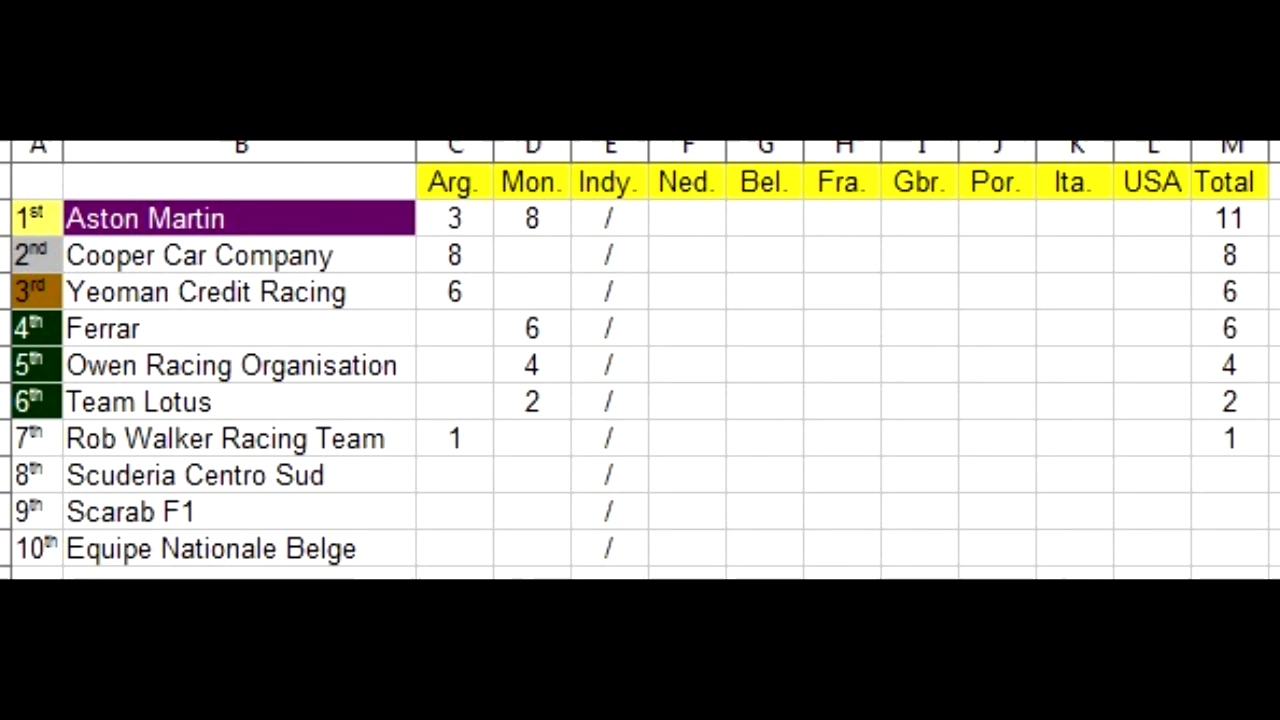 A B C D E F G H I J K L M
Arg. Mon. Indy. Ned. Bel. Fra. Gbr. Por. Ita. USA Total
1st Aston Martin 3 8 / 11
2nd Cooper Car Company 8 / 8
3rd Yeoman Credit Racing 6 / 6
4th Ferrar 6 / 6
5th Owen Racing Organisation 4 / 4
6th Team Lotus 2 / 2
7th Rob Walker Racing Team 1 / 1
8th Scuderia Centro Sud /
9th Scarab F1 /
10th Equipe Nationale Belge /